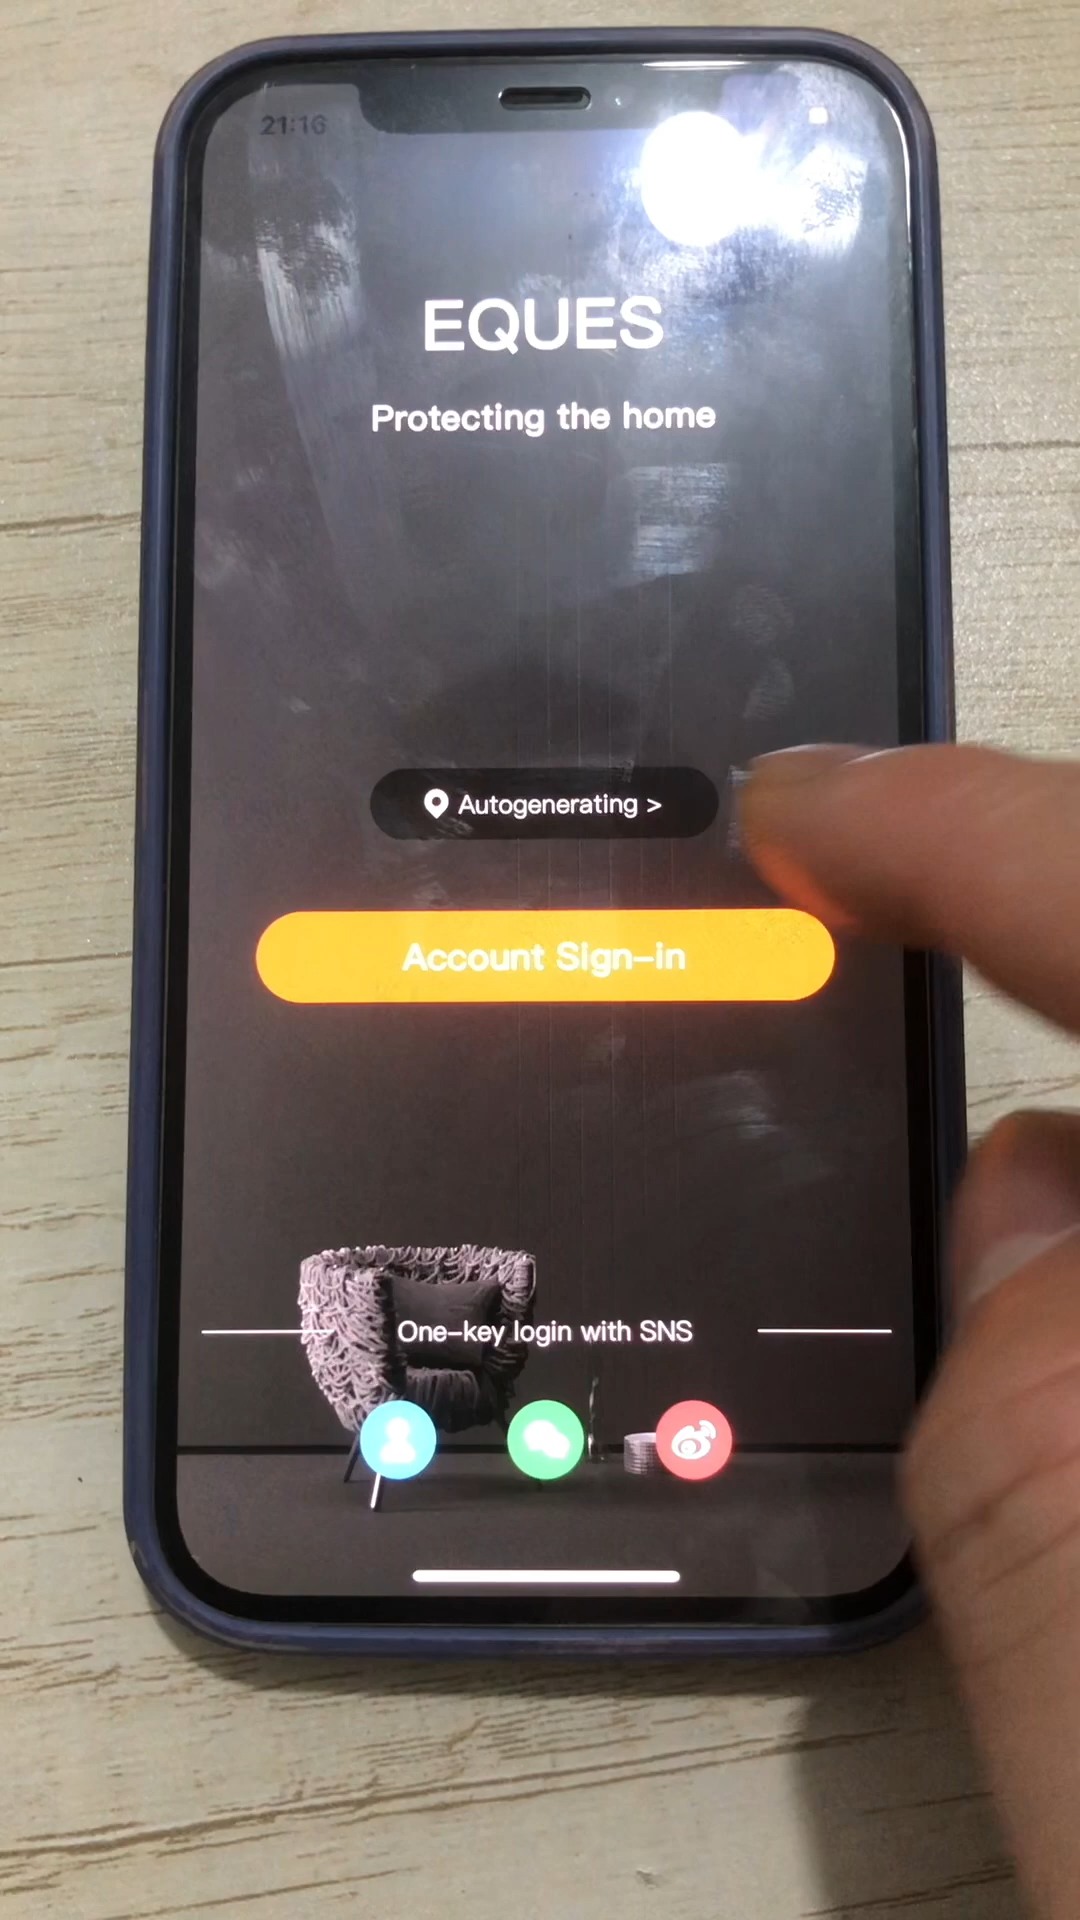 21:16
EQUES
Protecting the home
Autogenerating >
Account Sign-in
One-key login with SNS